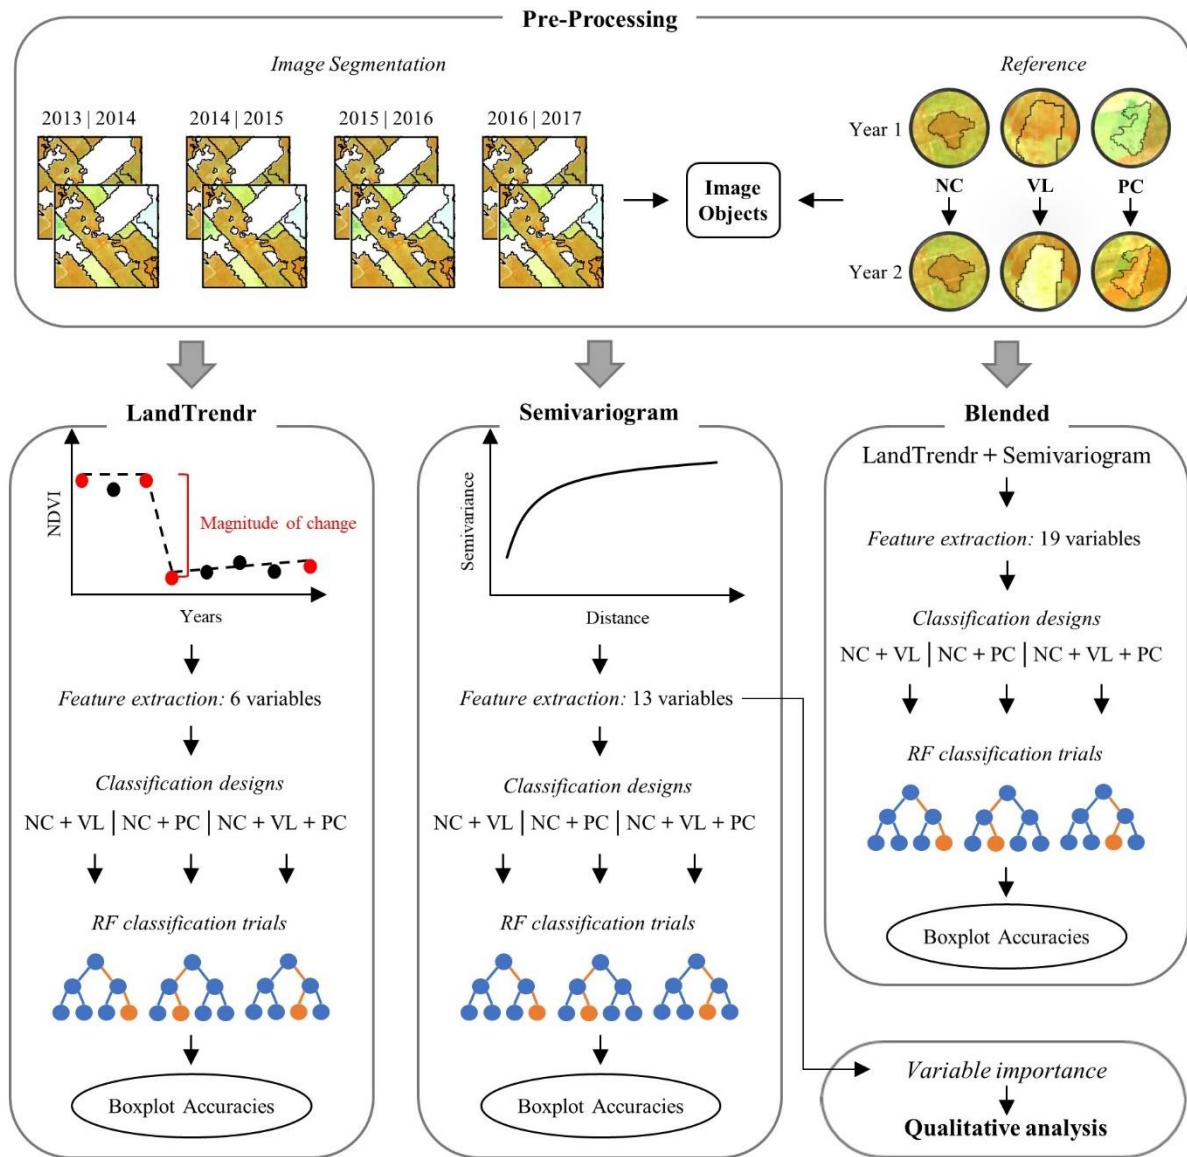 Pre-Processing
Image Segmentation
2013 | 2014
2014 | 2015
2015 | 2016
2016 | 2017
Image
Objects
Reference
Year 1
NC
VL
PC
Year 2
LandTrendr
NDVI
Magnitude of change
Years
Feature extraction: 6 variables
Classification designs
NC + VL | NC + PC | NC + VL + PC
RF classification trials
Boxplot Accuracies
Semivariogram
Semivariance
Distance
Feature extraction: 13 variables
Classification designs
NC + VL | NC + PC | NC + VL + PC
RF classification trials
Boxplot Accuracies
Blended
LandTrendr + Semivariogram
Feature extraction: 19 variables
Classification designs
NC + VL | NC + PC | NC + VL + PC
RF classification trials
Boxplot Accuracies
Variable importance
Qualitative analysis